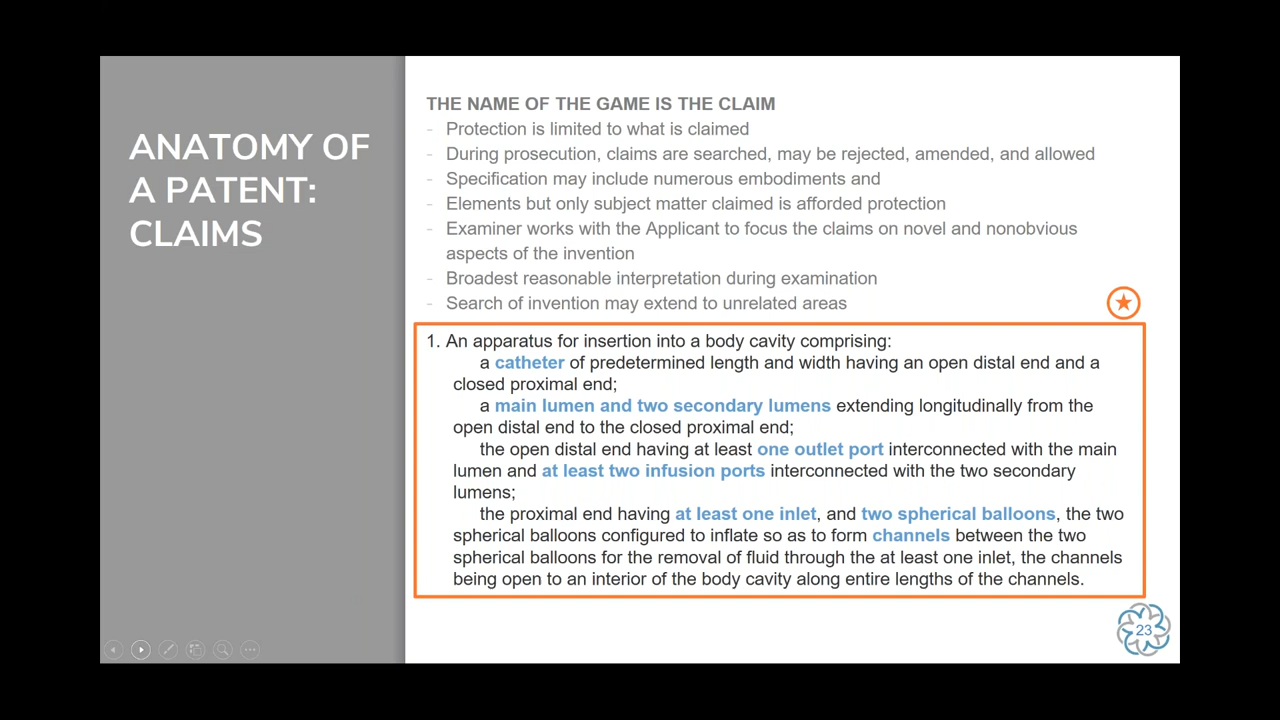 ANATOMY OF
A PATENT:
CLAIMS
THE NAME OF THE GAME IS THE CLAIM
- Protection is limited to what is claimed
- During prosecution, claims are searched, may be rejected, amended, and allowed
- Specification may include numerous embodiments and
- Elements but only subject matter claimed is afforded protection
- Examiner works with the Applicant to focus the claims on novel and nonobvious
aspects of the invention
- Broadest reasonable interpretation during examination
- Search of invention may extend to unrelated areas
1. An apparatus for insertion into a body cavity comprising:
a catheter of predetermined length and width having an open distal end and a
closed proximal end;
a main lumen and two secondary lumens extending longitudinally from the
open distal end to the closed proximal end;
the open distal end having at least one outlet port interconnected with the main
lumen and at least two infusion ports interconnected with the two secondary
lumens;
the proximal end having at least one inlet, and two spherical balloons, the two
spherical balloons configured to inflate so as to form channels between the two
spherical balloons for the removal of fluid through the at least one inlet, the channels
being open to an interior of the body cavity along entire lengths of the channels.
23